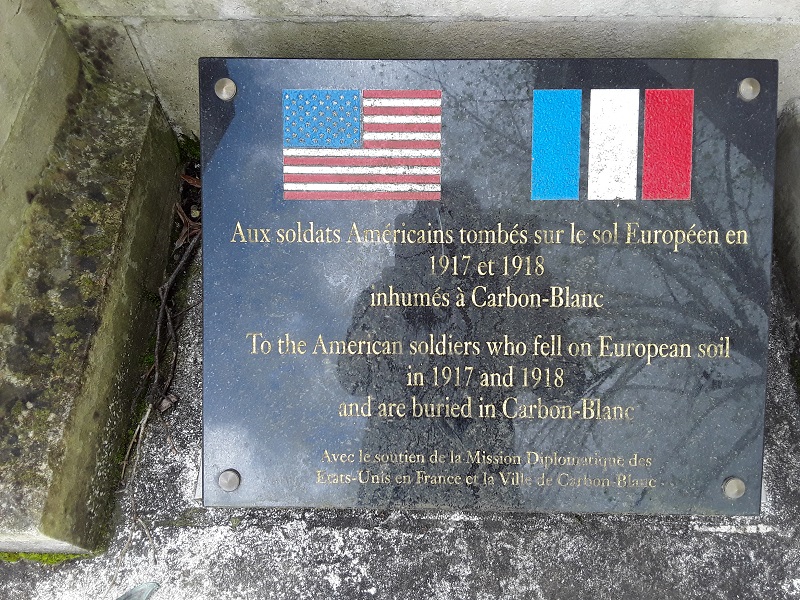 Aux soldats Américains tombés sur le sol Européen en
1917 et 1918
inhumés à Carbon-Blanc
To the American soldiers who fell on European soil
in 1917 and 1918
and are buried in Carbon-Blanc
Avec le soutien de la Mission Diplomatique des
Etats-Unis en France et la Ville de Carbon-Blanc